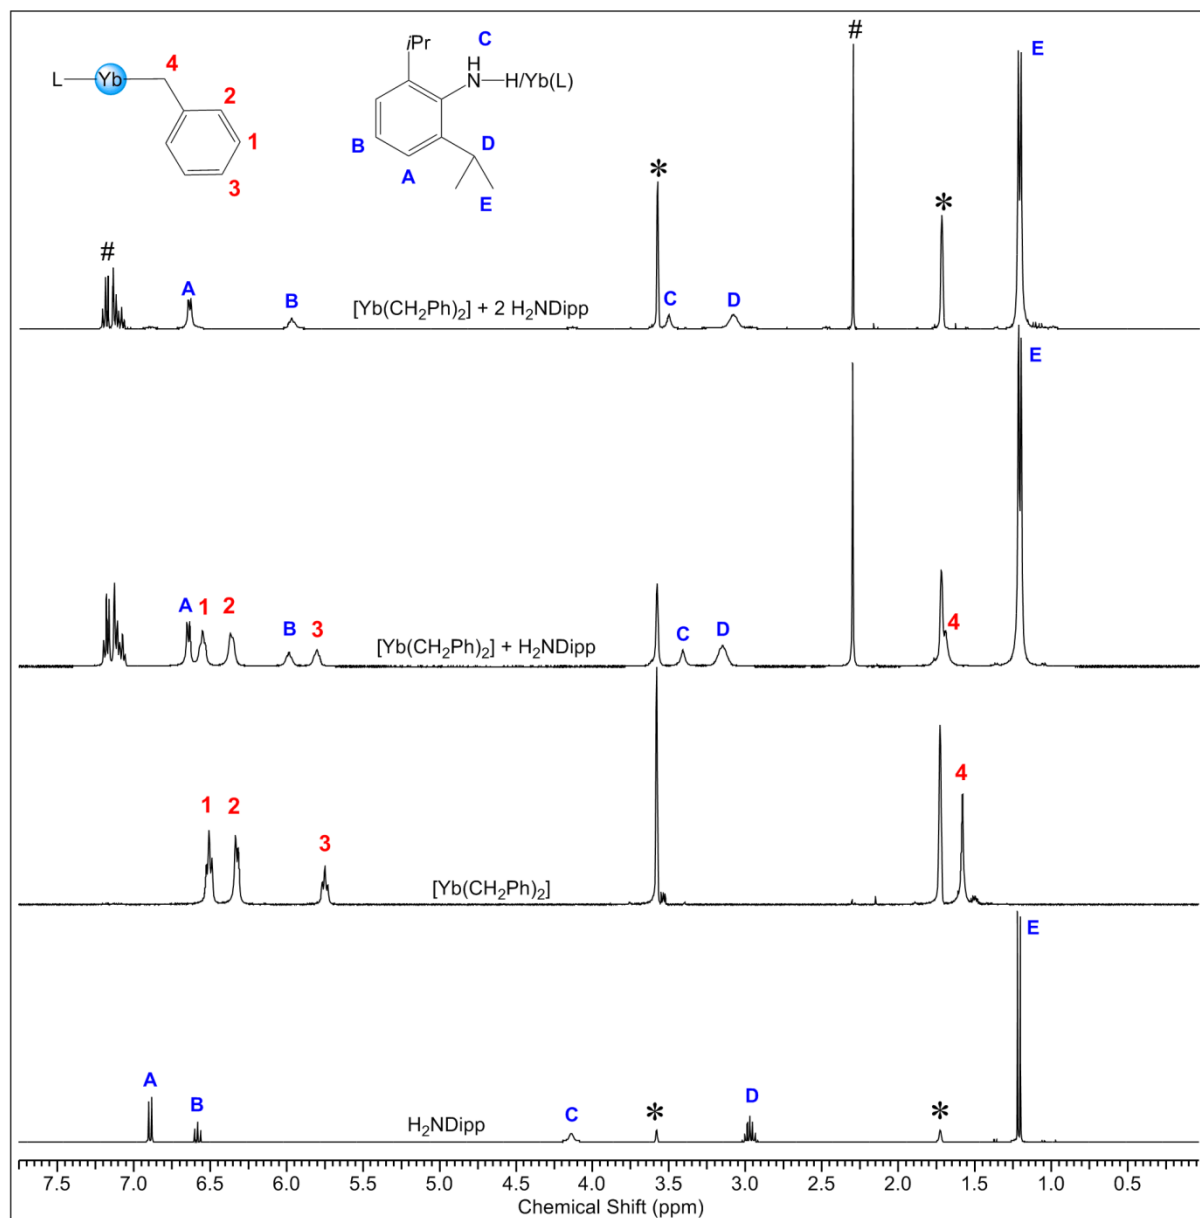 #
E
iPr
C
H
4
L
Yb
N
H/Yb(L)
2
1
B
D
3
A
E
*
*
#
A
B
[Yb(CH₂Ph)₂] + 2 H₂NDipp
C
D
E
A
1
2
B
3
[Yb(CH₂Ph)₂] + H₂NDipp
C
D
4
1
2
3
[Yb(CH₂Ph)₂]
4
E
A
B
H₂NDipp
C
*
D
*
7.0 6.5 6.0 5.5 5.0 4.5 4.0 3.5 3.0 2.5 2.0 1.5 1.0 0.5
Chemical Shift (ppm)